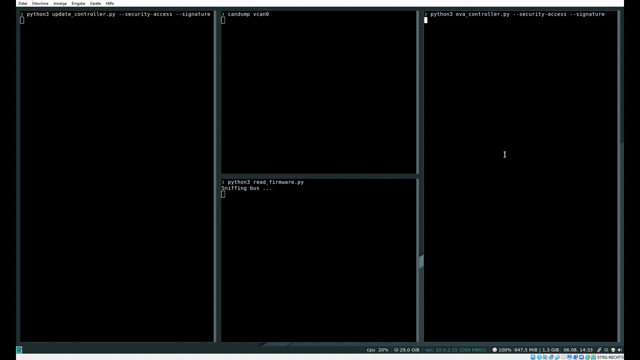 Datei Maschine Anzeige Eingabe Geräte Hilfe
python3 update_controller.py --security-access --signature
candump vcan0
python3 read_firmware.py
Sniffing bus ...
python3 ova_controller.py --security-access --signature
cpu 20% 29,0 GiB 100% 647,5 MiB | 1,3 GiB 06.08. 14:33
STRG-RECHTS